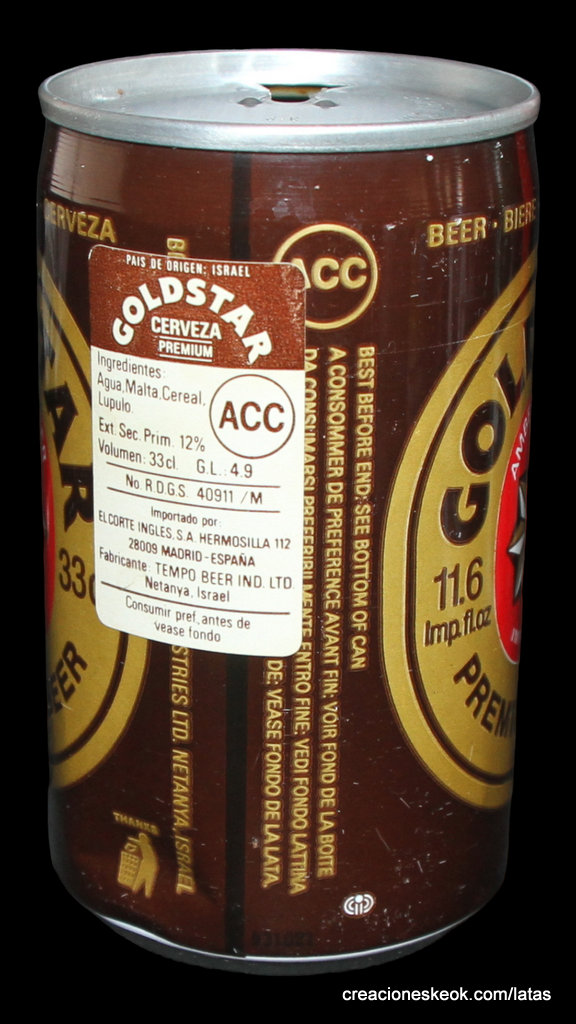 CERVEZA
BEER · BIERE
ACC
PAIS DE ORIGEN: ISRAEL
GOLDSTAR
CERVEZA
PREMIUM
Ingredientes:
Agua, Malta, Cereal,
Lupulo.
ACC
Ext. Sec. Prim. 12%
Volumen: 33cl. G.L.: 4.9
No. R.D.G.S. 40911 /M
Importado por:
EL CORTE INGLES, S.A. HERMOSILLA 112
28009 MADRID - ESPAÑA
Fabricante: TEMPO BEER IND. LTD.
Netanya, Israel
Consumir pref. antes de
vease fondo
BEST BEFORE END: SEE BOTTOM OF CAN
A CONSOMMER DE PREFERENCE AVANT FIN: VOIR FOND DE LA BOITE
DA CONSUMARSI PREFERIBILMENTE ENTRO FINE: VEDI FONDO LATTINA
DE: VEASE FONDO DE LA LATA
STRIES LTD. NETANYA, ISRAEL
AR
33c
EER
THANKS
GOL
11.6
Imp.fl.oz
PREM
creacioneskeok.com/latas